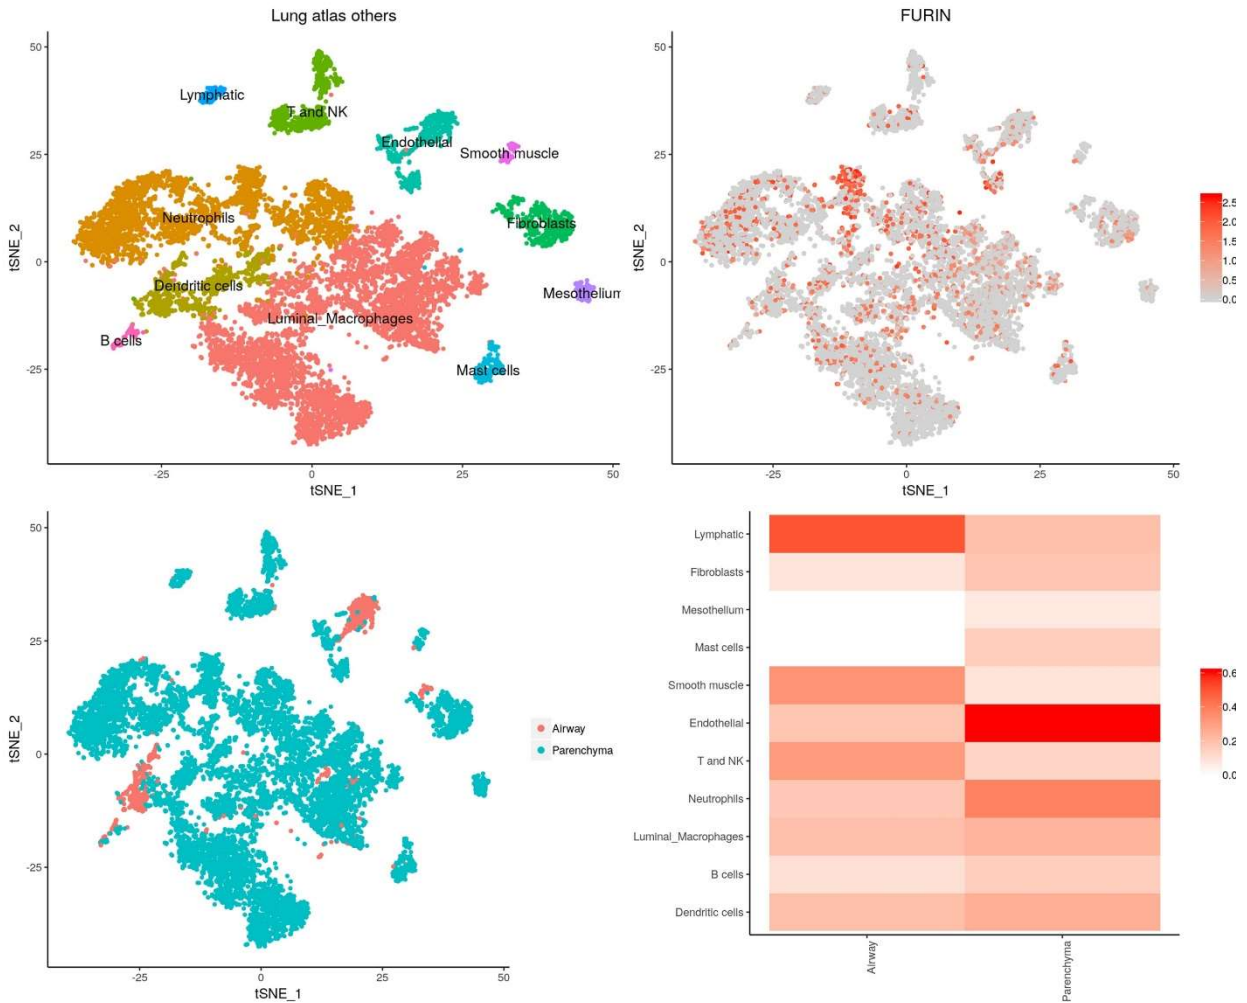 Lung atlas others
50
25
0
-25
tSNE_2
Lymphatic
T and NK
Endothelial
Smooth muscle
Neutrophils
Fibroblasts
Dendritic cells
Mesothelium
Luminal_Macrophages
B cells
Mast cells
-25
0
25
50
tSNE_1
FURIN
50
25
0
-25
tSNE_2
-25
0
25
50
tSNE_1
2.5
2.0
1.5
1.0
0.5
0.0
50
25
0
-25
tSNE_2
-25
0
25
50
tSNE_1
Airway
Parenchyma
Lymphatic
Fibroblasts
Mesothelium
Mast cells
Smooth muscle
Endothelial
T and NK
Neutrophils
Luminal_Macrophages
B cells
Dendritic cells
Airway
Parenchyma
0.6
0.4
0.2
0.0